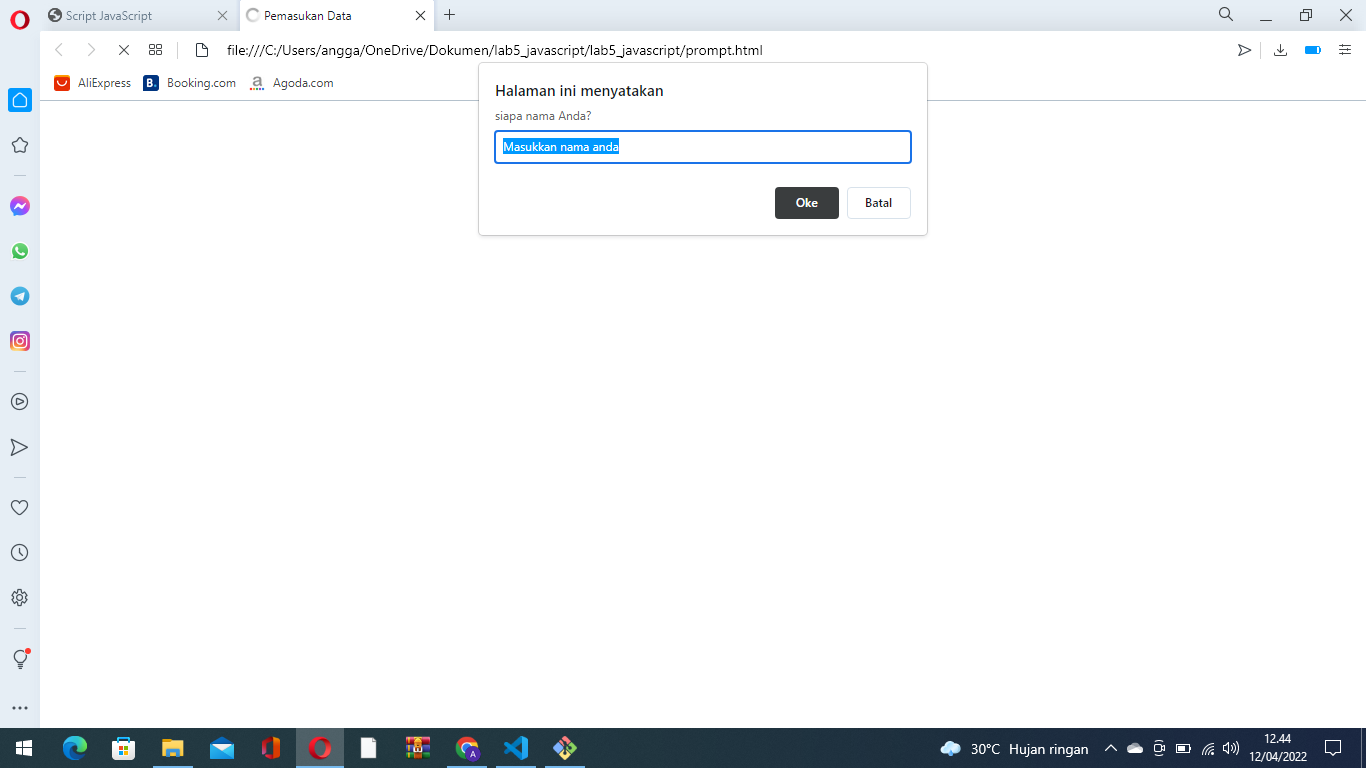 Script JavaScript
Pemasukan Data
file:///C:/Users/angga/OneDrive/Dokumen/lab5_javascript/lab5_javascript/prompt.html
AliExpress
B. Booking.com
a Agoda.com
Halaman ini menyatakan
siapa nama Anda?
Masukkan nama anda
Oke
Batal
A
30°C Hujan ringan
12.44
12/04/2022